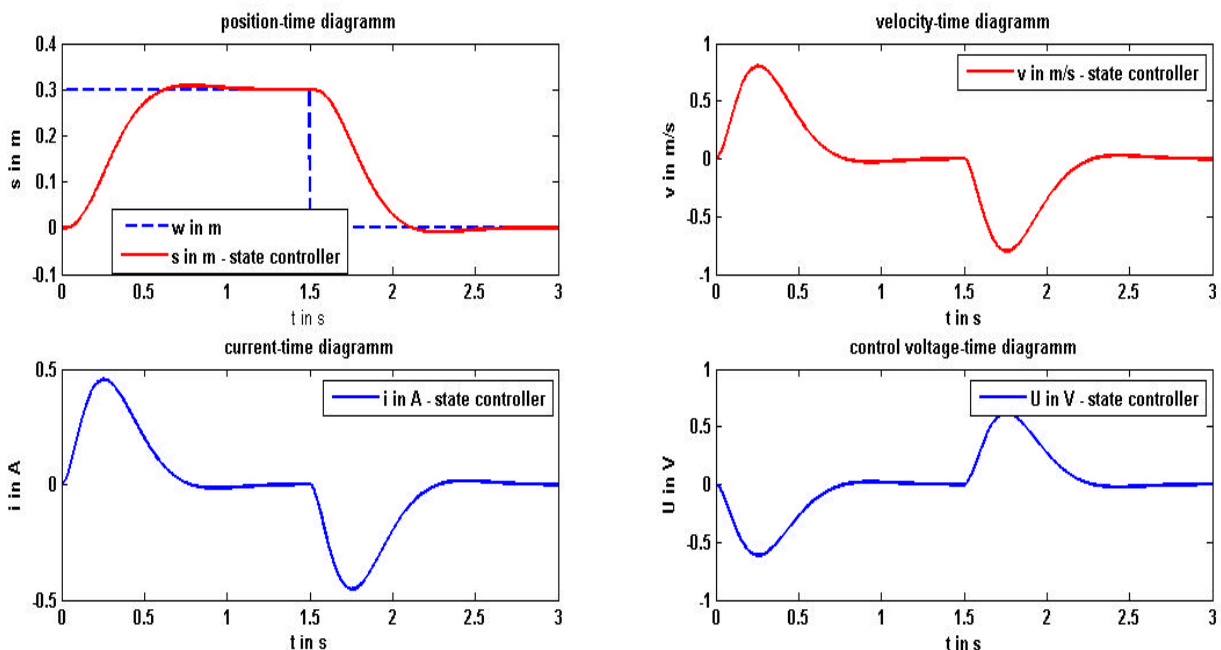 position-time diagramm
0.4
0.3
0.2
0.1
0
-0.1
s in m
w in m
s in m - state controller
0 0.5 1 1.5 2 2.5 3
t in s
velocity-time diagramm
1
0.5
0
-0.5
-1
v in m/s
v in m/s - state controller
0 0.5 1 1.5 2 2.5 3
t in s
current-time diagramm
0.5
0
-0.5
i in A
i in A - state controller
0 0.5 1 1.5 2 2.5 3
t in s
control voltage-time diagramm
1
0.5
0
-0.5
-1
U in V
U in V - state controller
0 0.5 1 1.5 2 2.5 3
t in s